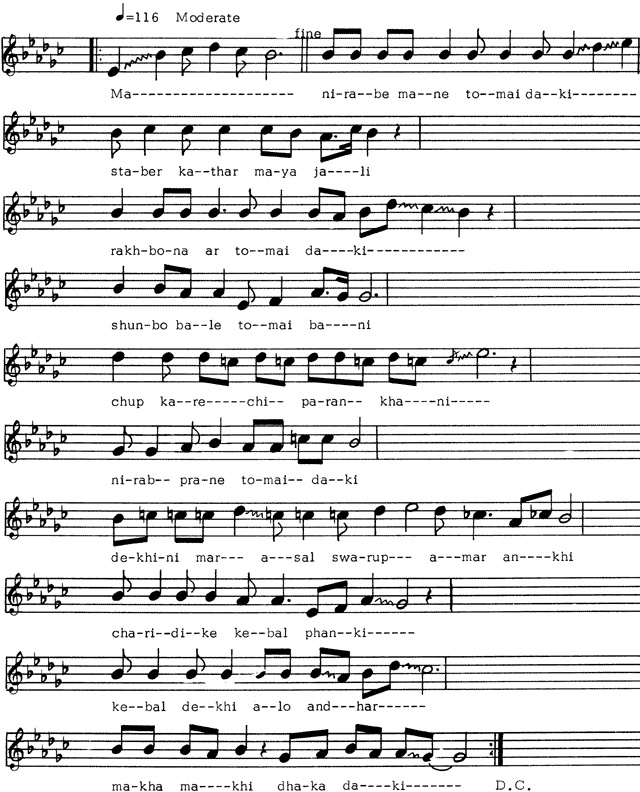 ♩=116 Moderate
fine
Ma-------------------- ni-ra--be ma--ne to--mai da--ki---------
sta-ber ka--thar ma-ya ja----li
rakh-bo-na ar to--mai da----ki-------------
shun-bo ba--le to--mai ba----ni
chup ka--re-----chi-- pa-ran-- kha---ni-----
ni-rab-- pra-ne to-mai-- da--ki
de-khi-ni mar--- a---sal swa-rup--- a--mar an----khi
cha-ri--di--ke ke--bal phan--ki------
ke--bal de--khi a--lo and---har-------
ma-kha ma----khi dha-ka da----ki------- D.C.